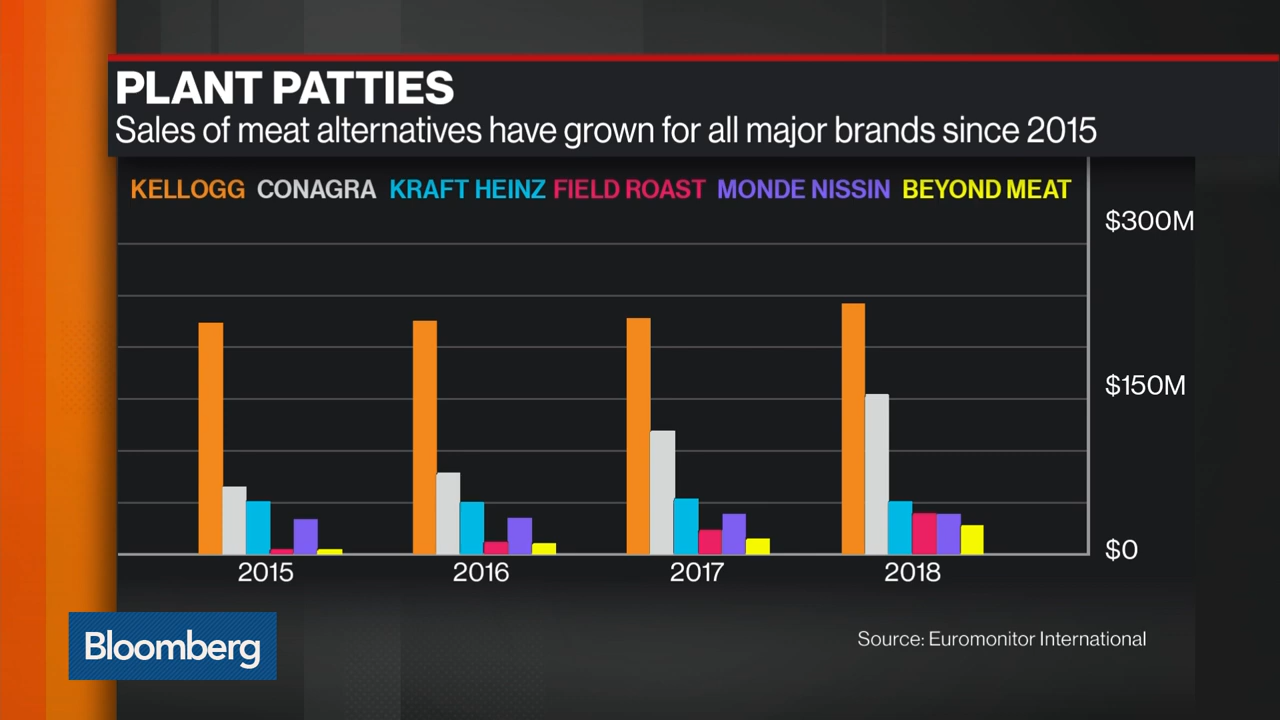 PLANT PATTIES
Sales of meat alternatives have grown for all major brands since 2015
KELLOGG CONAGRA KRAFT HEINZ FIELD ROAST MONDE NISSIN BEYOND MEAT
$300M
$150M
$0
2015 2016 2017 2018
Source: Euromonitor International
Bloomberg